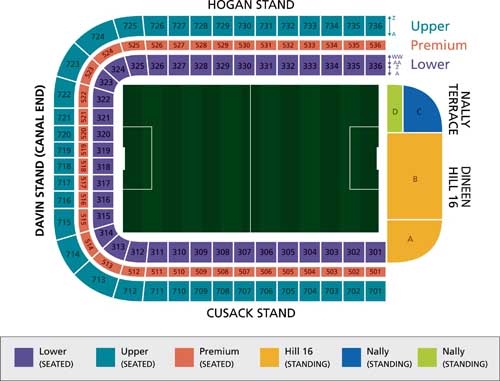 HOGAN STAND
725 726 727 728 729 730 731 732 733 734 735 736
Z
A
Upper
525 526 527 528 529 530 531 532 533 534 535 536
Premium
325 326 327 328 329 330 331 332 333 334 335 336
WW
AA
Z
A
Lower
724
723
722
721
720
719
718
717
716
715
714
713
524
523
522
521
520
519
518
517
516
515
514
513
324
323
322
321
320
319
318
317
316
315
314
313
DAVIN STAND (CANAL END)
D
C
B
A
NALLY
TERRACE
DINEEN
HILL 16
312 311 310 309 308 307 306 305 304 303 302 301
512 511 510 509 508 507 506 505 504 503 502 501
712 711 710 709 708 707 706 705 704 703 702 701
CUSACK STAND
Lower
(SEATED)
Upper
(SEATED)
Premium
(SEATED)
Hill 16
(STANDING)
Nally
(STANDING)
Nally
(STANDING)